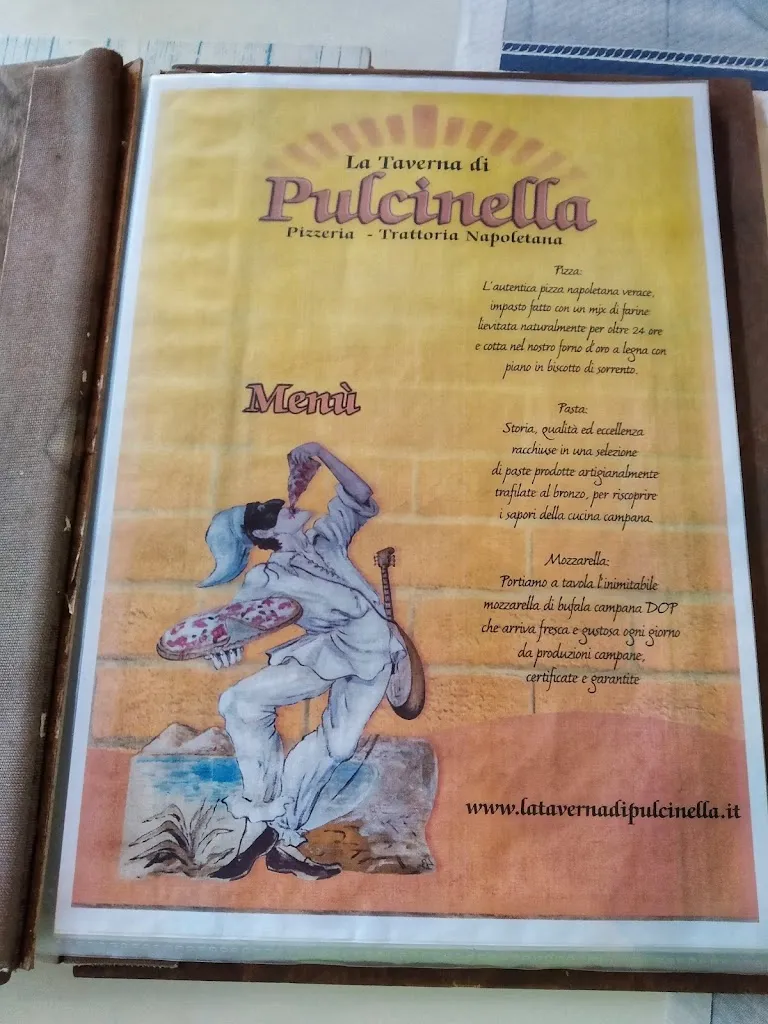 La Taverna di
Pulcinella
Pizzeria - Trattoria Napoletana
Pizza:
L'autentica pizza napoletana verace,
impasto fatto con un mix di farine
lievitata naturalmente per oltre 24 ore
e cotta nel nostro forno d'oro a legna con
piano in biscotto di sorrento.
Menù
Pasta:
Storia, qualità ed eccellenza
racchiuse in una selezione
di paste prodotte artigianalmente
trafilate al bronzo, per riscoprire
i sapori della cucina campana.
Mozzarella:
Portiamo a tavola l'inimitabile
mozzarella di bufala campana DOP
che arriva fresca e gustosa ogni giorno
da produzioni campane,
certificate e garantite
www.latavernadipulcinella.it